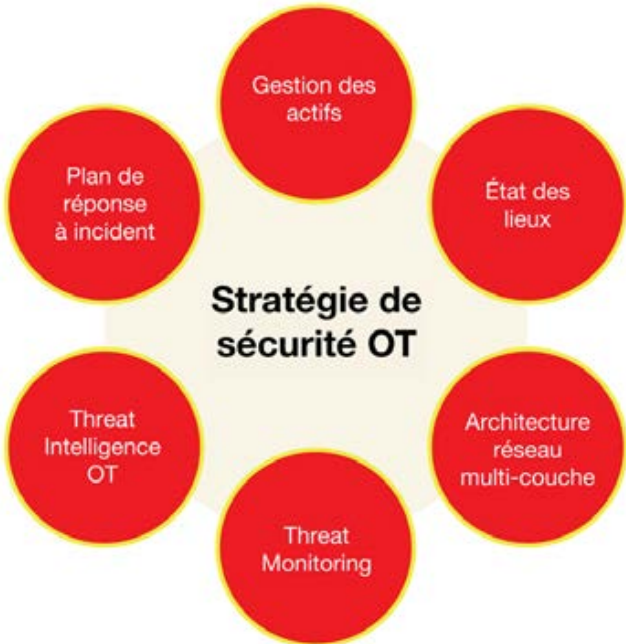 Gestion des
actifs
État des
lieux
Architecture
réseau
multi-couche
Threat
Monitoring
Threat
Intelligence
OT
Plan de
réponse
à incident
Stratégie de
sécurité OT